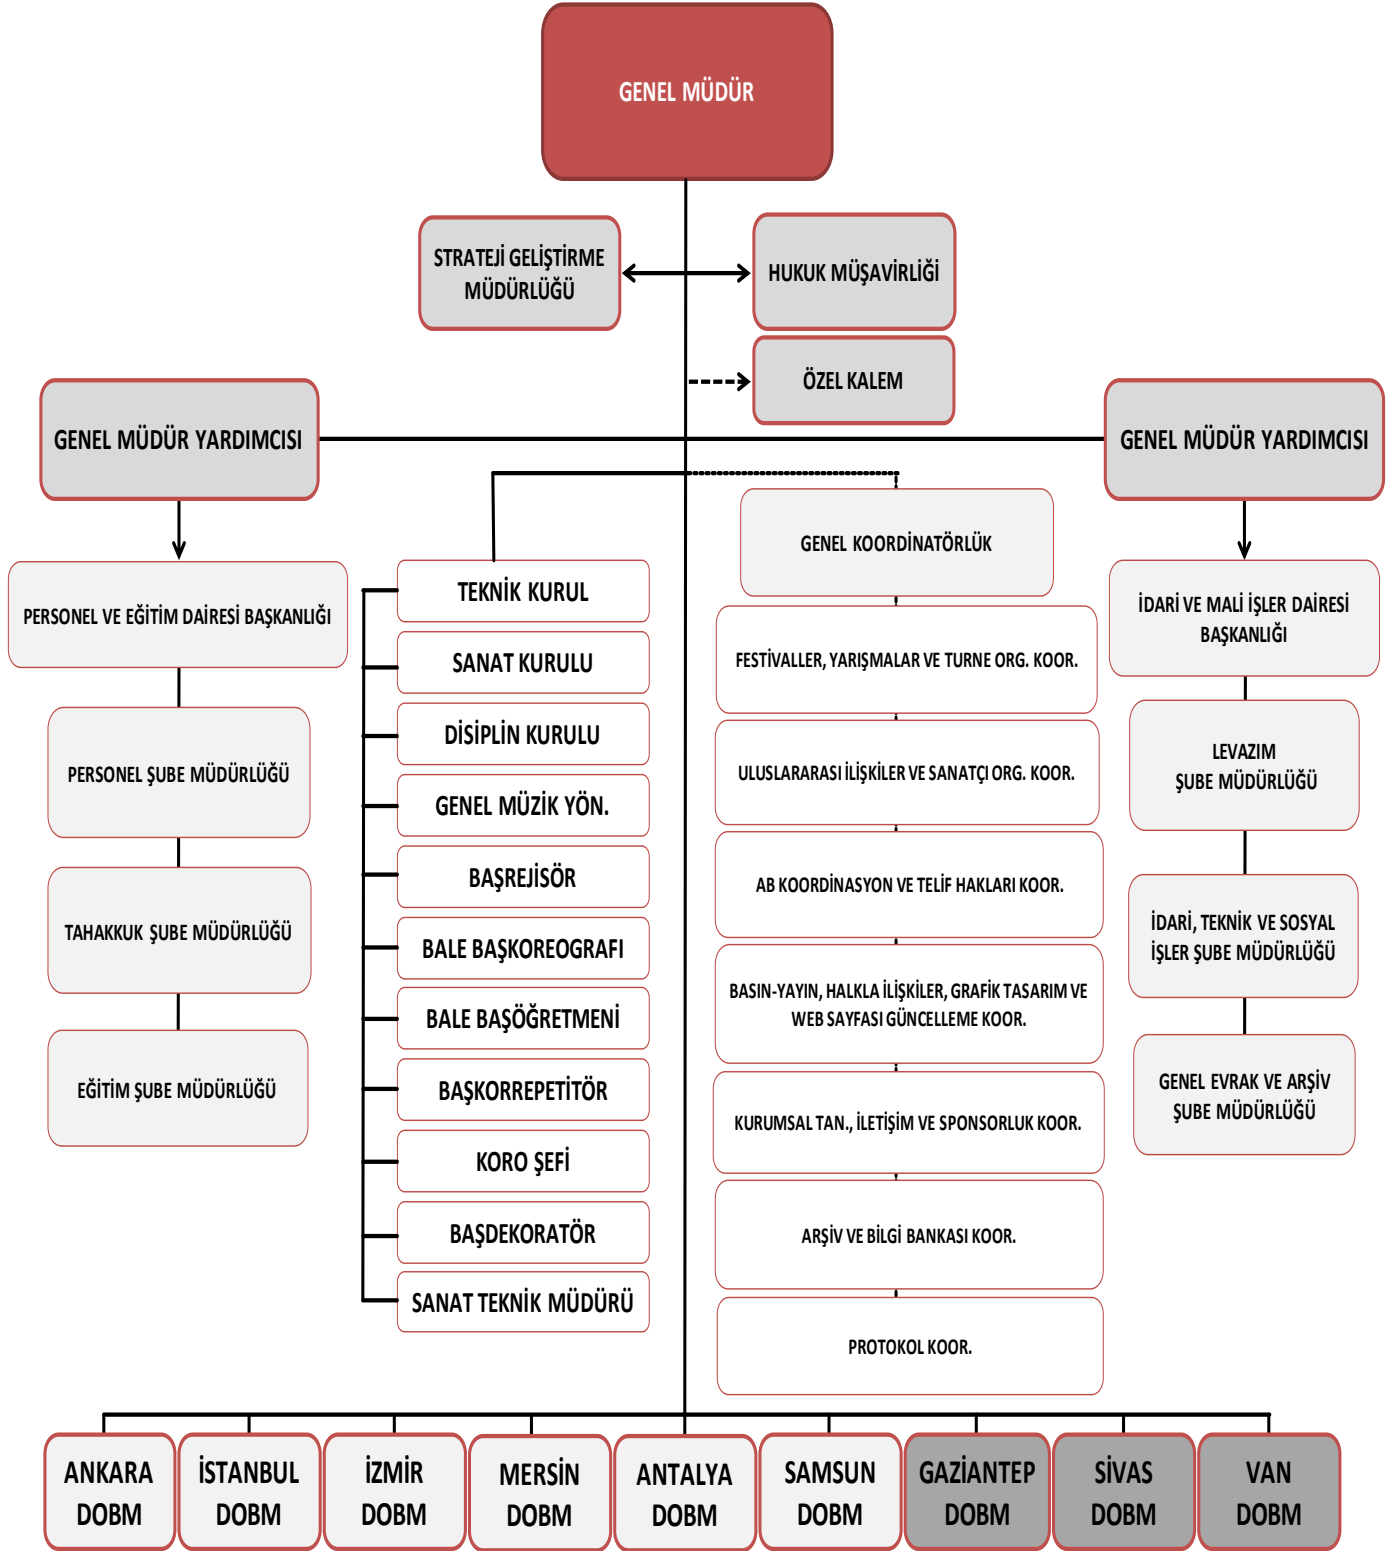 GENEL MÜDÜR
STRATEJİ GELİŞTİRME
MÜDÜRLÜĞÜ
HUKUK MÜŞAVİRLİĞİ
ÖZEL KALEM
GENEL MÜDÜR YARDIMCISI
GENEL MÜDÜR YARDIMCISI
PERSONEL VE EĞİTİM DAİRESİ BAŞKANLIĞI
PERSONEL ŞUBE MÜDÜRLÜĞÜ
TAHAKKUK ŞUBE MÜDÜRLÜĞÜ
EĞİTİM ŞUBE MÜDÜRLÜĞÜ
TEKNİK KURUL
SANAT KURULU
DİSİPLİN KURULU
GENEL MÜZİK YÖN.
BAŞREJİSÖR
BALE BAŞKOREOGRAFI
BALE BAŞÖĞRETMENİ
BAŞKORREPETİTÖR
KORO ŞEFİ
BAŞDEKORATÖR
SANAT TEKNİK MÜDÜRÜ
GENEL KOORDİNATÖRLÜK
FESTİVALLER, YARIŞMALAR VE TURNE ORG. KOOR.
ULUSLARARASI İLİŞKİLER VE SANATÇI ORG. KOOR.
AB KOORDİNASYON VE TELİF HAKLARI KOOR.
BASIN-YAYIN, HALKLA İLİŞKİLER, GRAFİK TASARIM VE
WEB SAYFASI GÜNCELLEME KOOR.
KURUMSAL TAN., İLETİŞİM VE SPONSORLUK KOOR.
ARŞİV VE BİLGİ BANKASI KOOR.
PROTOKOL KOOR.
İDARİ VE MALİ İŞLER DAİRESİ
BAŞKANLIĞI
LEVAZIM
ŞUBE MÜDÜRLÜĞÜ
İDARİ, TEKNİK VE SOSYAL
İŞLER ŞUBE MÜDÜRLÜĞÜ
GENEL EVRAK VE ARŞİV
ŞUBE MÜDÜRLÜĞÜ
ANKARA
DOBM
İSTANBUL
DOBM
İZMİR
DOBM
MERSİN
DOBM
ANTALYA
DOBM
SAMSUN
DOBM
GAZİANTEP
DOBM
SİVAS
DOBM
VAN
DOBM